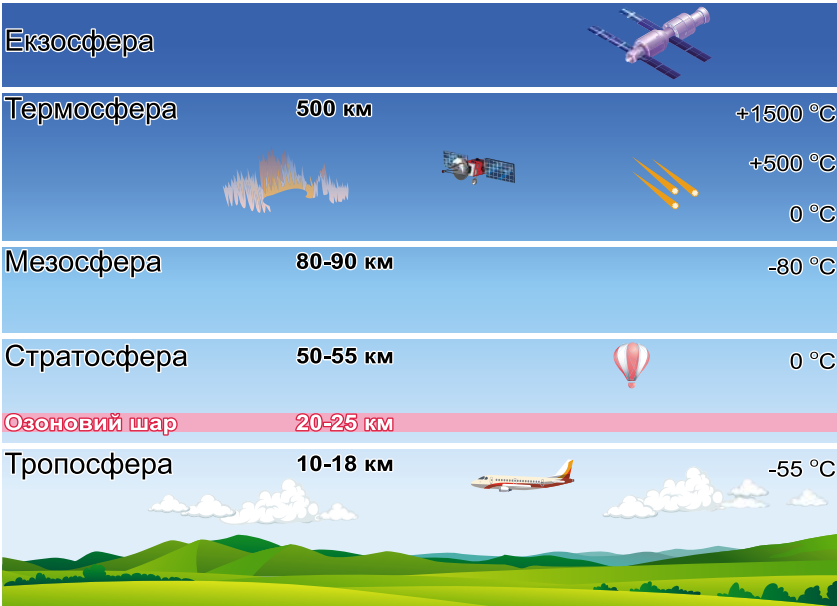 Екзосфера
Термосфера 500 км +1500 °C
+500 °C
0 °C
Мезосфера 80-90 км -80 °C
Стратосфера 50-55 км 0 °C
Озоновий шар 20-25 км
Тропосфера 10-18 км -55 °C